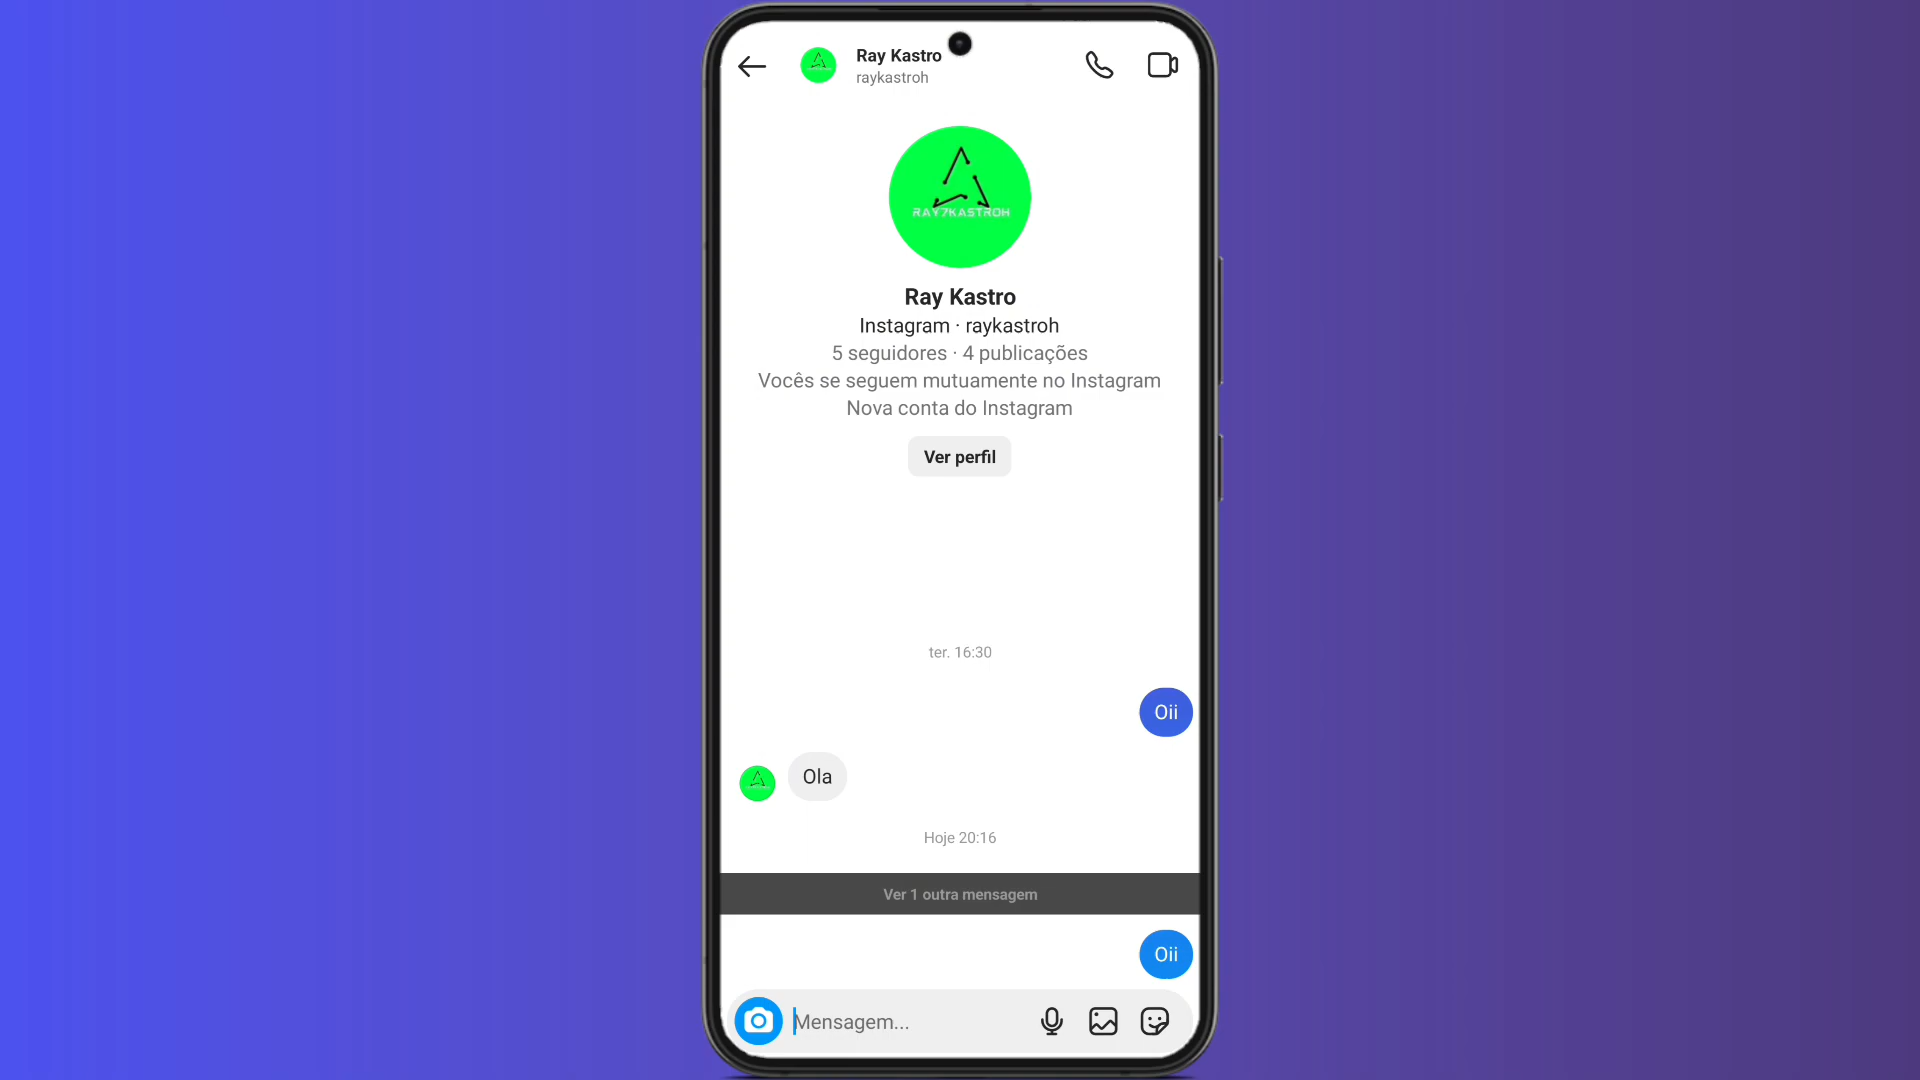 Ray Kastro
raykastroh
RAY7KASTROH
Ray Kastro
Instagram · raykastroh
5 seguidores · 4 publicações
Vocês se seguem mutuamente no Instagram
Nova conta do Instagram
Ver perfil
ter. 16:30
Oii
Ola
Hoje 20:16
Ver 1 outra mensagem
Oii
Mensagem...